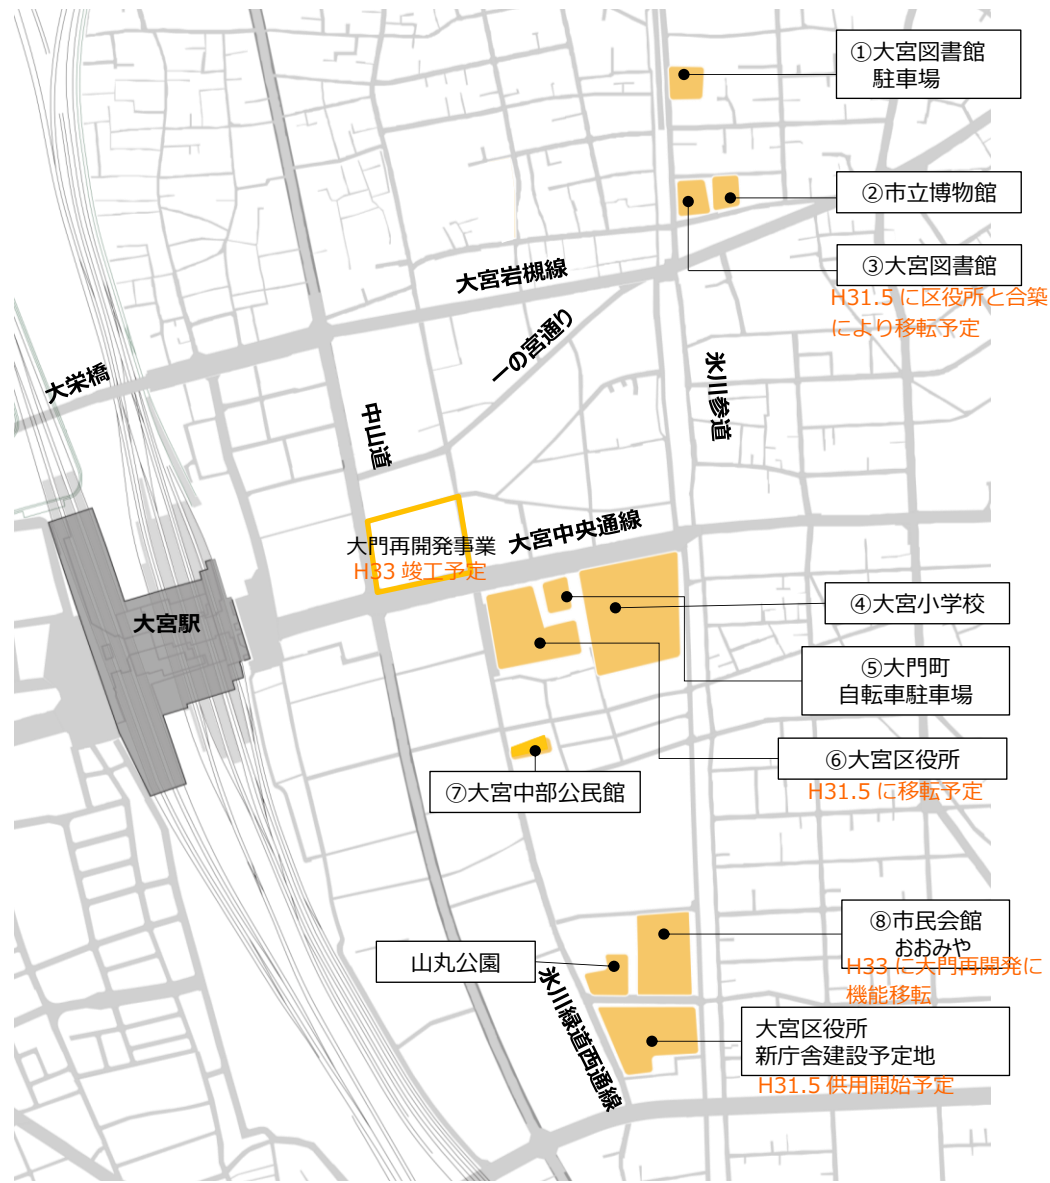 ①大宮図書館
駐車場
②市立博物館
③大宮図書館
H31.5 に区役所と合築
により移転予定
大宮岩槻線
一の宮通り
氷川参道
大栄橋
中山道
大門再開発事業
H33 竣工予定
大宮中央通線
大宮駅
④大宮小学校
⑤大門町
自転車駐車場
⑥大宮区役所
H31.5 に移転予定
⑦大宮中部公民館
⑧市民会館
おおみや
H33 に大門再開発に
機能移転
山丸公園
氷川緑道西通線
大宮区役所
新庁舎建設予定地
H31.5 供用開始予定